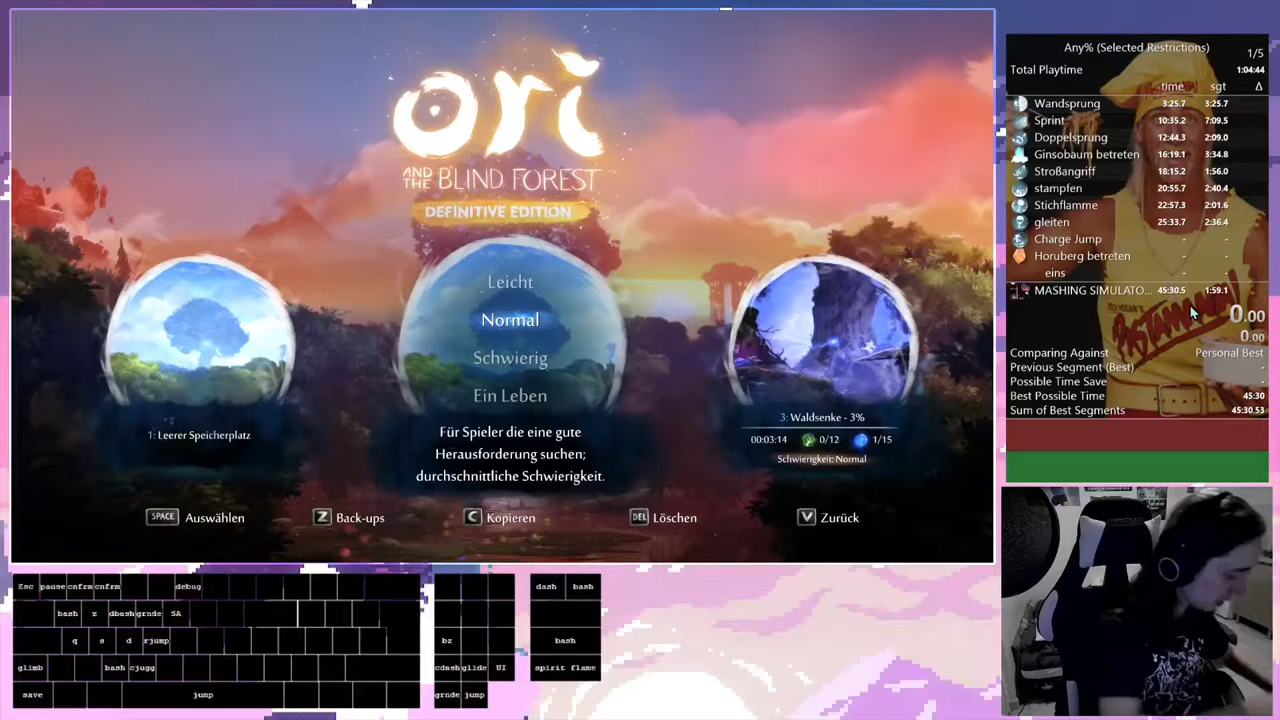 ori
AND THE BLIND FOREST
DEFINITIVE EDITION
Leicht
Normal
Schwierig
Ein Leben
Für Spieler die eine gute
Herausforderung suchen;
durchschnittliche Schwierigkeit.
1: Leerer Speicherplatz
3: Waldsenke - 3%
00:03:14 0/12 1/15
Schwierigkeit: Normal
SPACE Auswählen Z Back-ups C Kopieren DEL Löschen V Zurück
Any% (Selected Restrictions) 1/5
Total Playtime 1:04:44
time sgt Δ
Wandsprung 3:25.7 3:25.7
Sprint 10:35.2 7:09.5
Doppelsprung 12:44.3 2:09.0
Ginsobaum betreten 16:19.1 3:34.8
Stroßangriff 18:15.2 1:56.0
stampfen 20:55.7 2:40.4
Stichflamme 22:57.3 2:01.6
gleiten 25:33.7 2:36.4
Charge Jump - -
Horuberg betreten - -
eins - -
MASHING SIMULATO... 45:30.5 1:59.1
0.00
0.00
Comparing Against Personal Best
Previous Segment (Best) -
Possible Time Save -
Best Possible Time 45:30
Sum of Best Segments 45:30.53
PASTAMANIA!
Esc pause cnfrm cnfrm debug
bash z dbash grnde SA
q s d rjump
glimb bash cjugg
save jump
bz
cdash glide UI
grnde jump
dash bash
bash
spirit flame